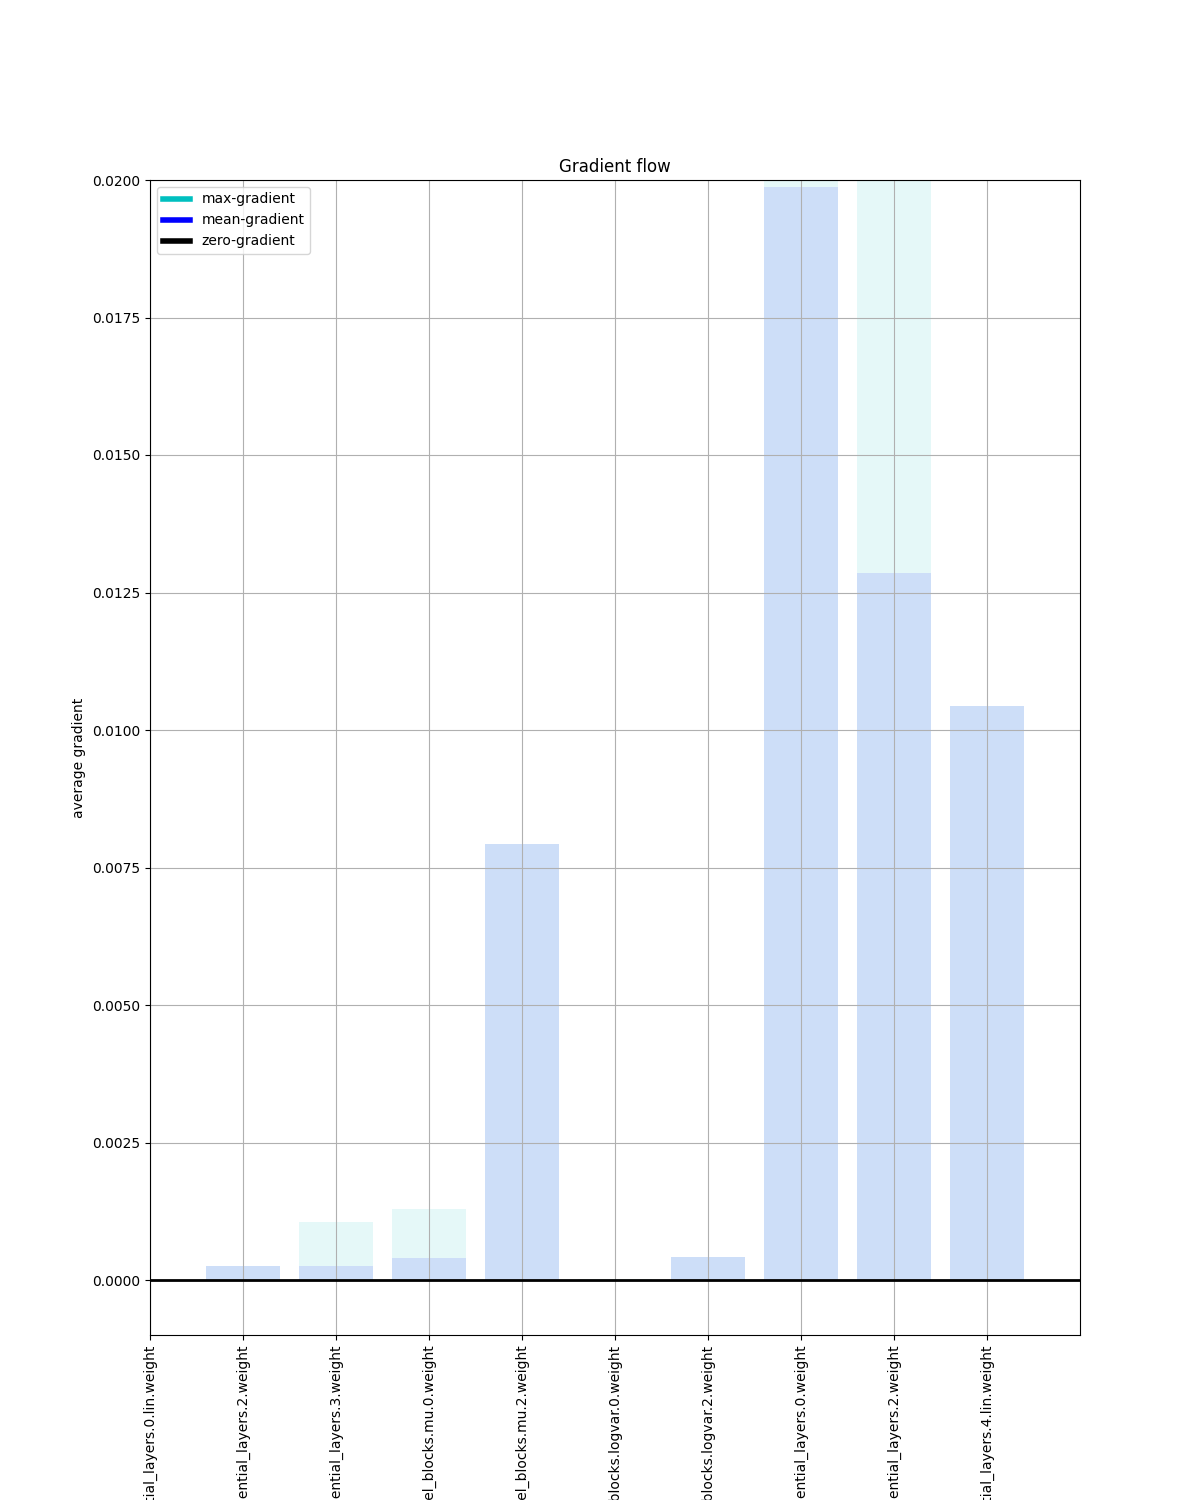 Gradient flow
max-gradient
mean-gradient
zero-gradient
0.0200
0.0175
0.0150
0.0125
0.0100
0.0075
0.0050
0.0025
0.0000
average gradient
tial_layers.0.lin.weight
ential_layers.2.weight
ential_layers.3.weight
el_blocks.mu.0.weight
el_blocks.mu.2.weight
blocks.logvar.0.weight
blocks.logvar.2.weight
ential_layers.0.weight
ential_layers.2.weight
tial_layers.4.lin.weight